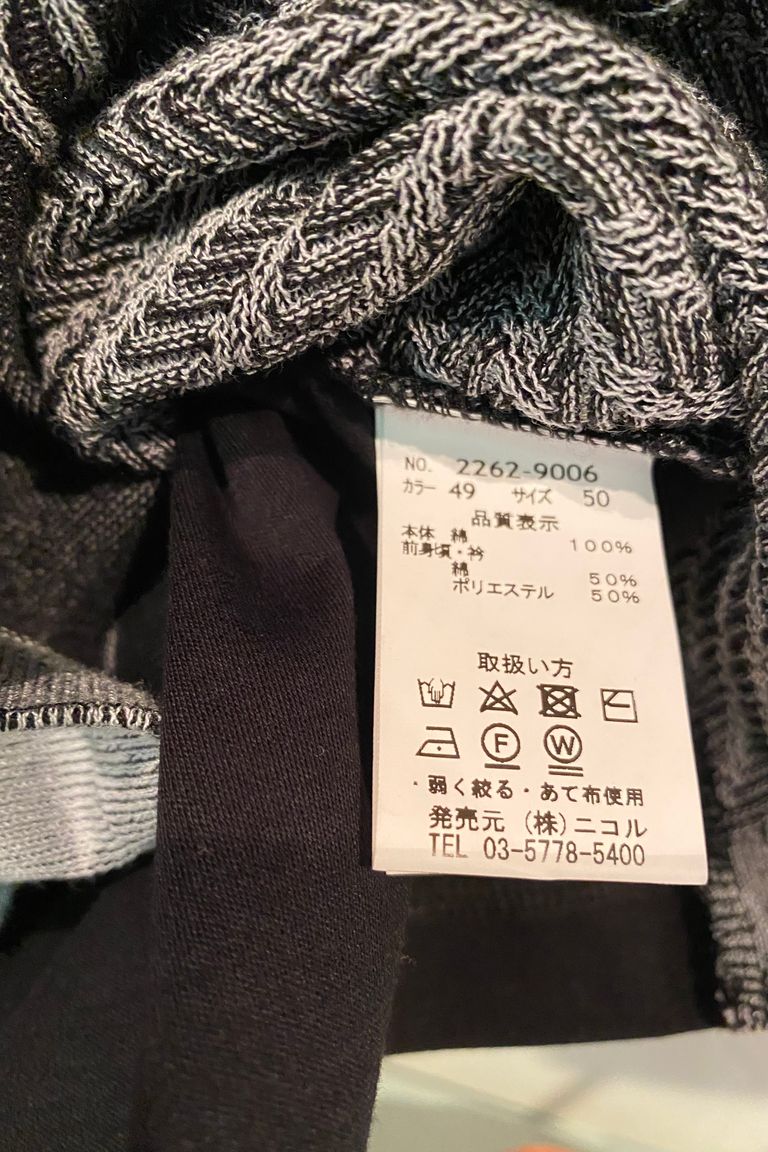 NO. 2262-9006
カラー 49 サイズ 50
品質表示
本体 綿 100%
前身頃・衿
綿 50%
ポリエステル 50%
取扱い方
F W
・弱く絞る・あて布使用
発売元 (株)ニコル
TEL 03-5778-5400